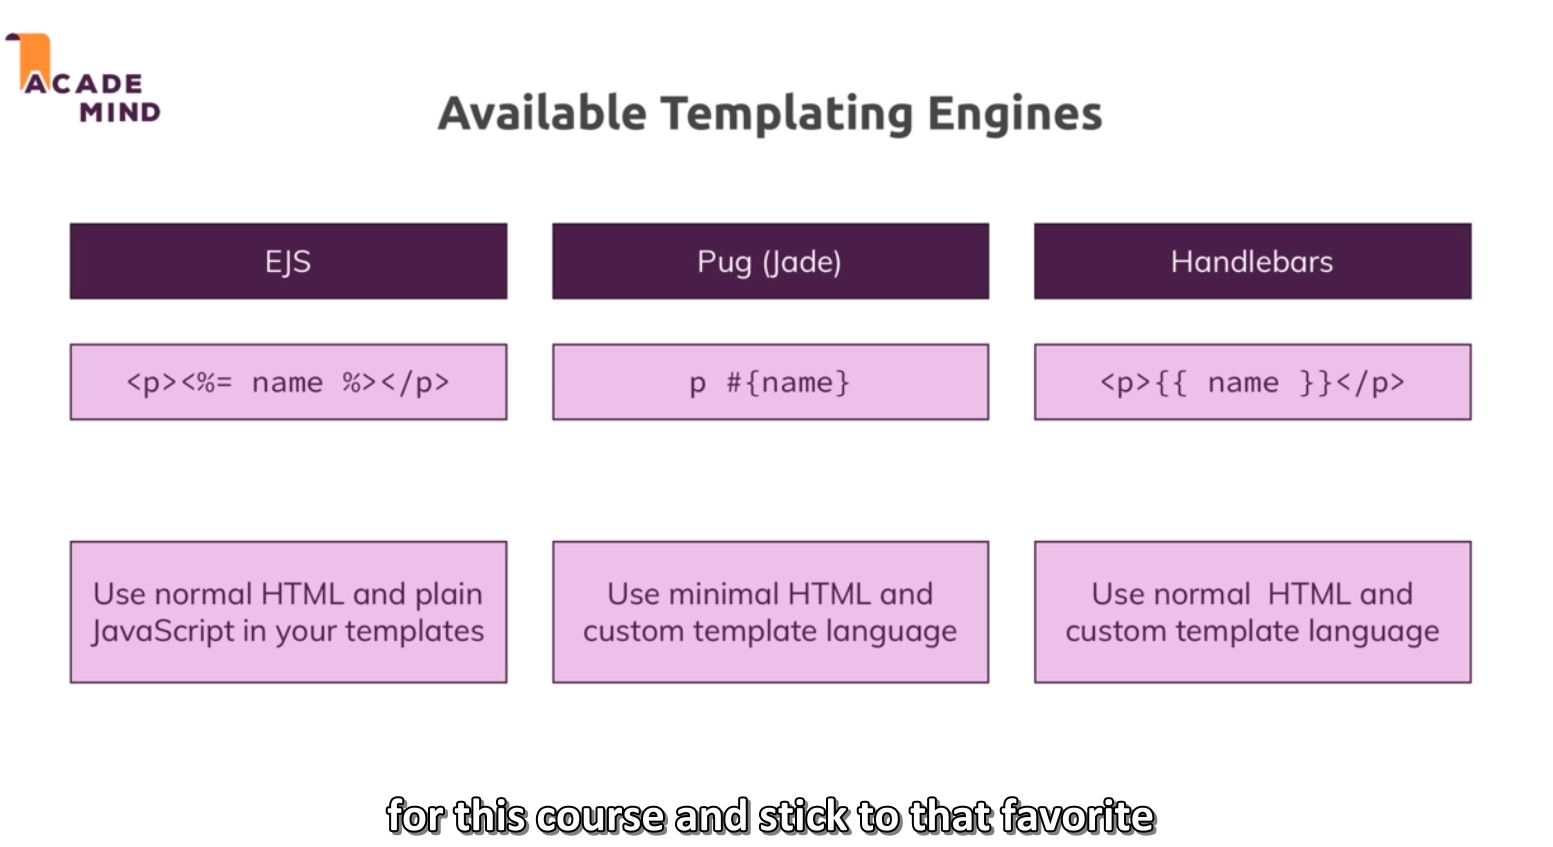 ACADE
MIND
Available Templating Engines
EJS
Pug (Jade)
Handlebars
<p><%= name %></p>
p #{name}
<p>{{ name }}</p>
Use normal HTML and plain
JavaScript in your templates
Use minimal HTML and
custom template language
Use normal  HTML and
custom template language
for this course and stick to that favorite